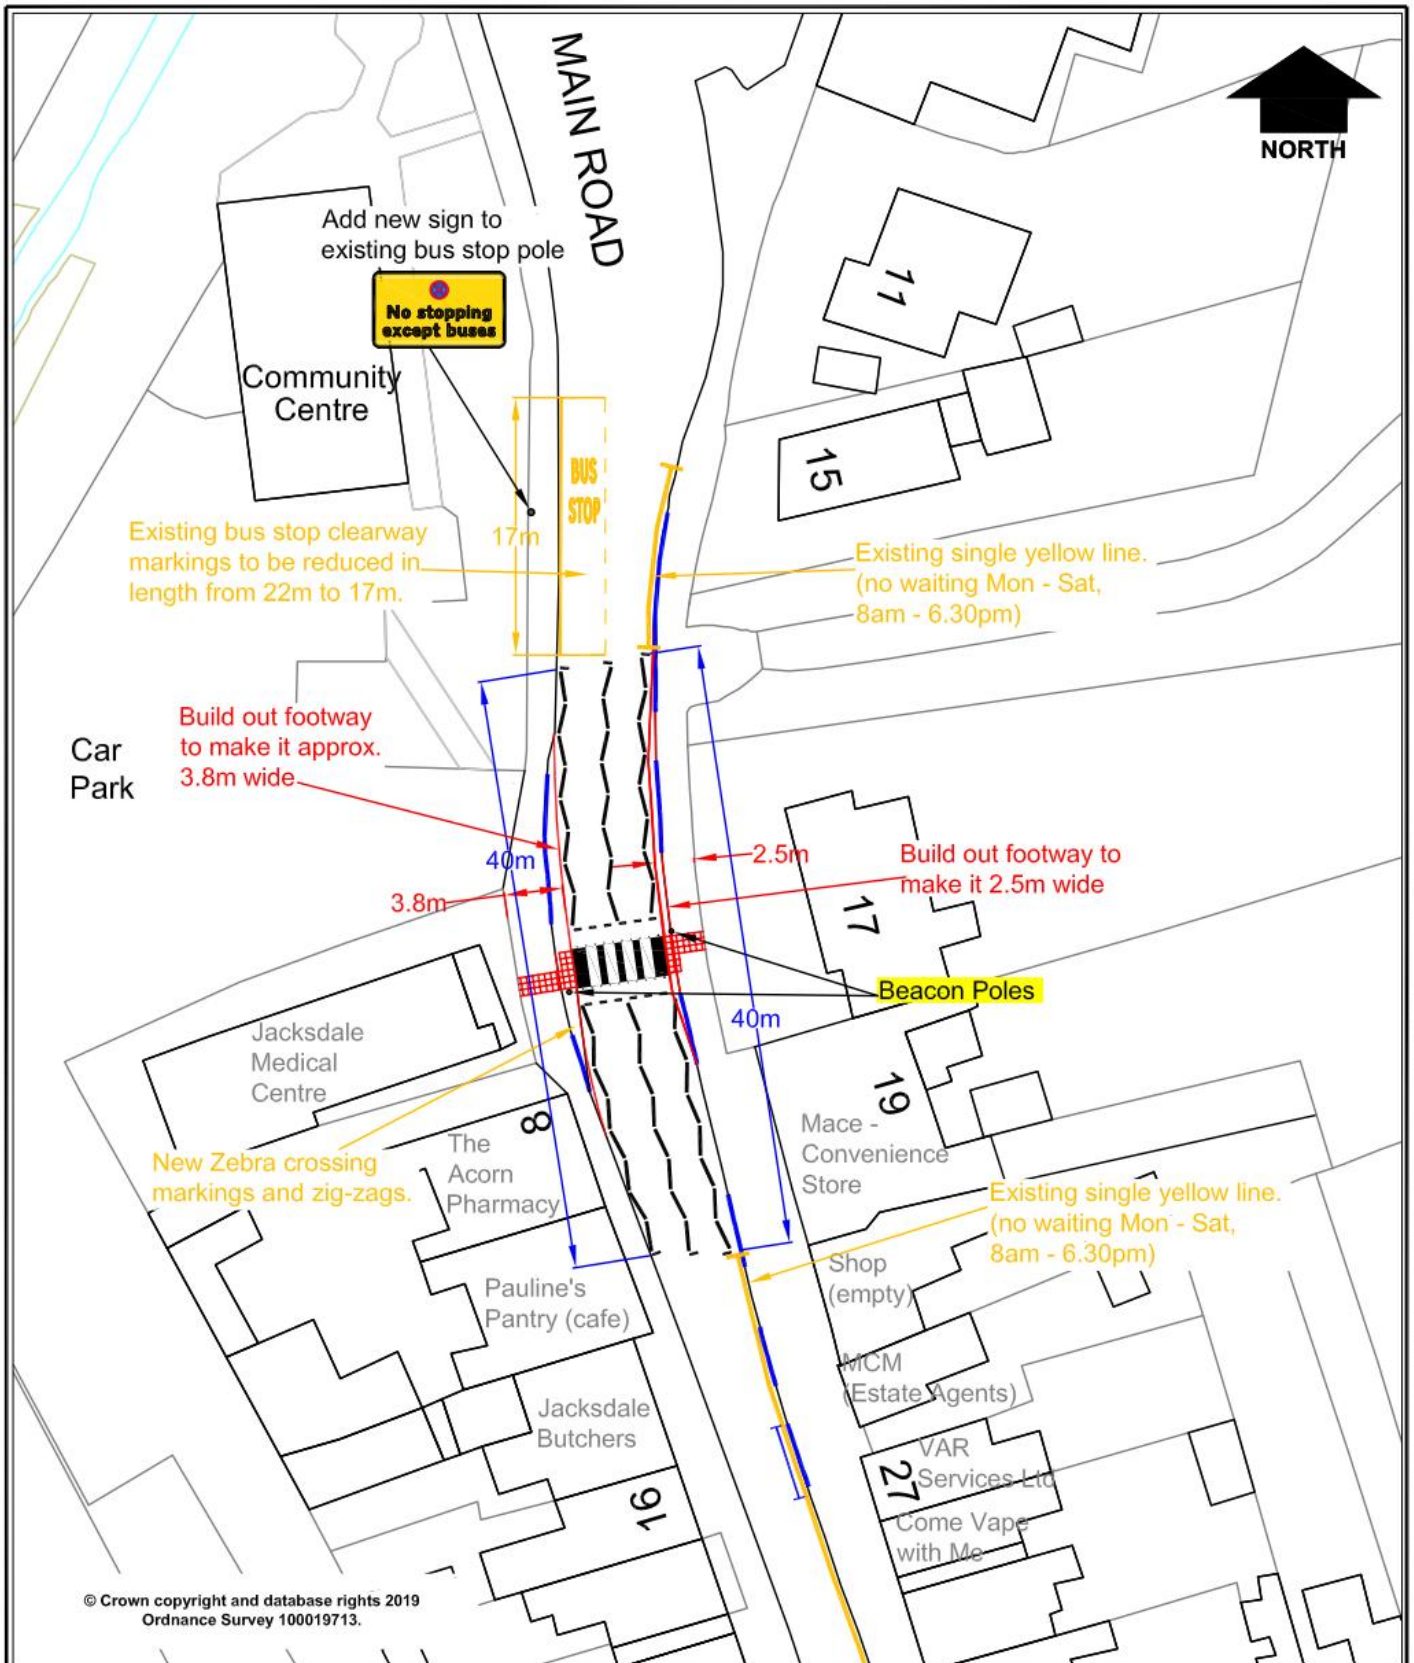 MAIN ROAD
NORTH
Add new sign to
existing bus stop pole
No stopping
except buses
11
Community
Centre
BUS
STOP
15
17m
Existing bus stop clearway
markings to be reduced in
length from 22m to 17m.
Existing single yellow line.
(no waiting Mon - Sat,
8am - 6.30pm)
Build out footway
to make it approx.
3.8m wide
Car
Park
40m
2.5m
Build out footway to
make it 2.5m wide
3.8m
17
Beacon Poles
40m
Jacksdale
Medical
Centre
19
8
The
Acorn
Pharmacy
Mace -
Convenience
Store
New Zebra crossing
markings and zig-zags.
Existing single yellow line.
(no waiting Mon - Sat,
8am - 6.30pm)
Shop
(empty)
Pauline's
Pantry (cafe)
MCM
(Estate Agents)
Jacksdale
Butchers
VAR
Services Ltd
27
16
Come Vape
with Me
© Crown copyright and database rights 2019
Ordnance Survey 100019713.